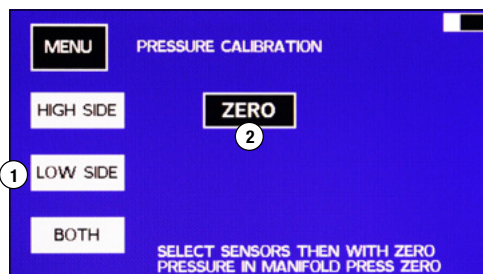 MENU
PRESSURE CALIBRATION
HIGH SIDE
ZERO
2
1
LOW SIDE
BOTH
SELECT SENSORS THEN WITH ZERO
PRESSURE IN MANIFOLD PRESS ZERO